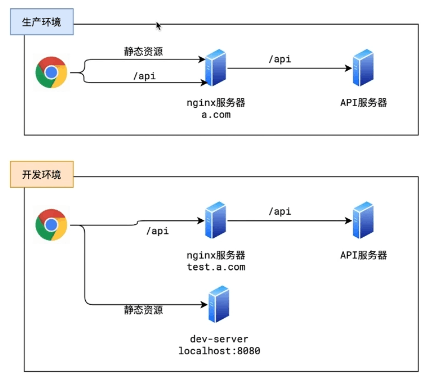 生产环境
静态资源
/api
/api
nginx服务器
a.com
API服务器
开发环境
/api
/api
nginx服务器
test.a.com
API服务器
静态资源
dev-server
localhost:8080